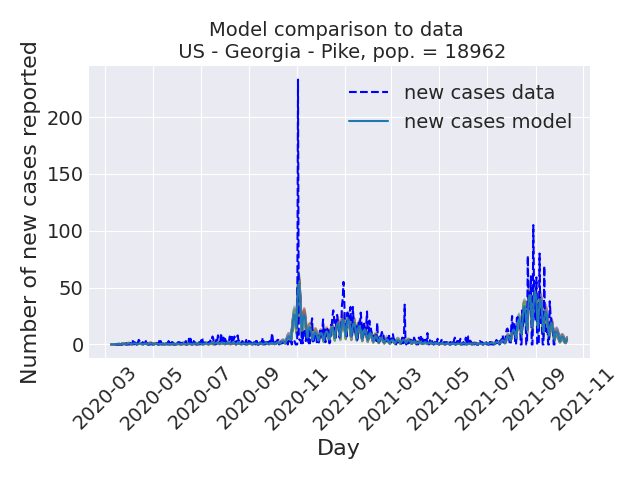 Model comparison to data
US - Georgia - Pike, pop. = 18962
Number of new cases reported
200
150
100
50
0
new cases data
new cases model
2020-03
2020-05
2020-07
2020-09
2020-11
2021-01
2021-03
2021-05
2021-07
2021-09
2021-11
Day